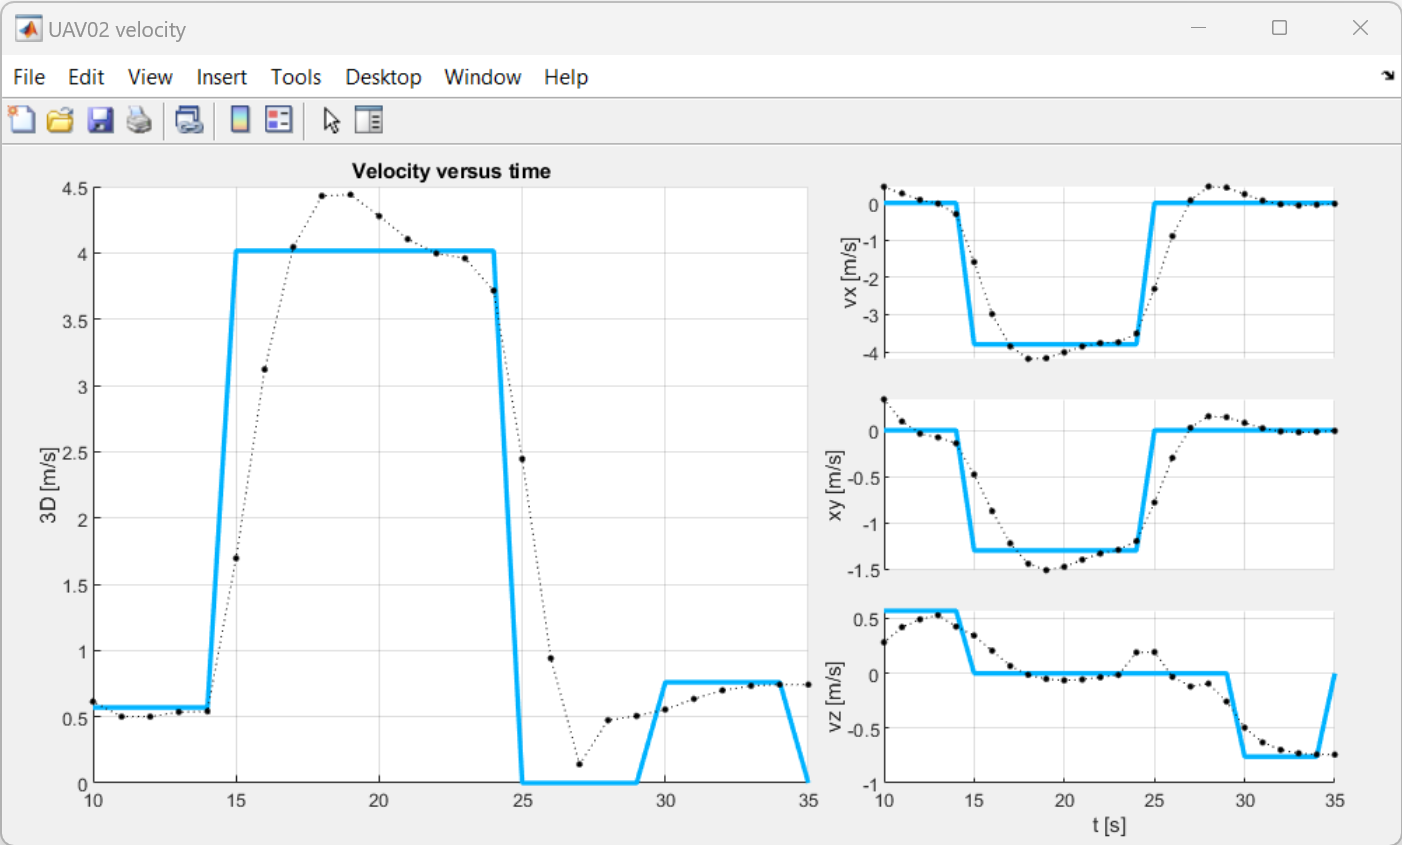 UAV02 velocity
File Edit View Insert Tools Desktop Window Help
Velocity versus time
3D [m/s]
4.5
4
3.5
3
2.5
2
1.5
1
0.5
0
10 15 20 25 30 35
vx [m/s]
0
-1
-2
-3
-4
xy [m/s]
0
-0.5
-1
-1.5
vz [m/s]
0.5
0
-0.5
-1
10 15 20 25 30 35
t [s]